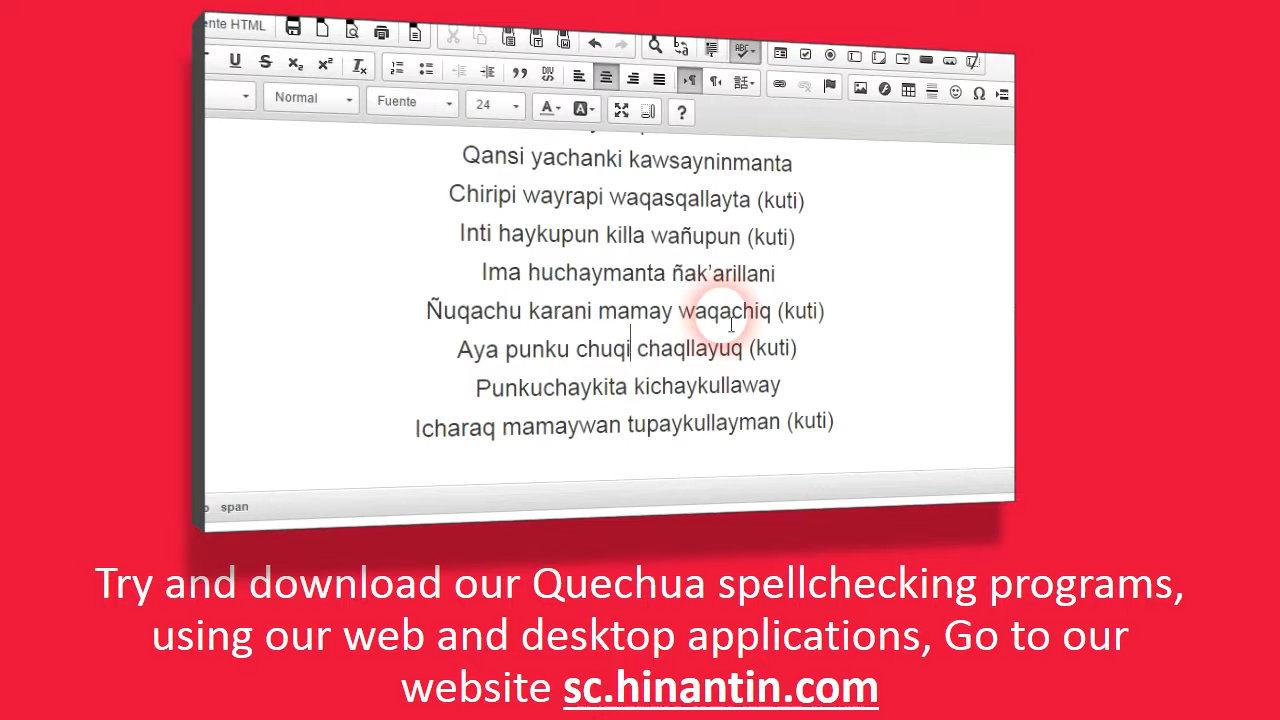 ente HTML
Normal Fuente 24
Qansi yachanki kawsayninmanta
Chiripi wayrapi waqasqallayta (kuti)
Inti haykupun killa wañupun (kuti)
Ima huchaymanta ñak'arillani
Ñuqachu karani mamay waqachiq (kuti)
Aya punku chuqi chaqllayuq (kuti)
Punkuchaykita kichaykullaway
Icharaq mamaywan tupaykullayman (kuti)
span
Try and download our Quechua spellchecking programs,
using our web and desktop applications, Go to our
website sc.hinantin.com